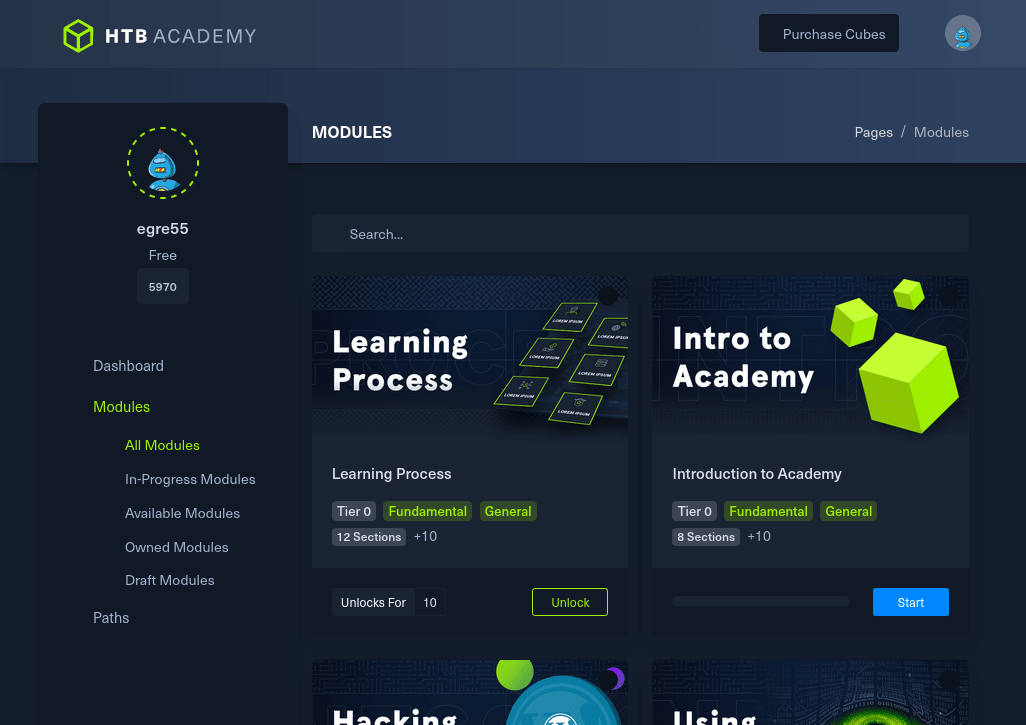 HTB ACADEMY
Purchase Cubes
MODULES
Pages / Modules
egre55
Free
5970
Dashboard
Modules
All Modules
In-Progress Modules
Available Modules
Owned Modules
Draft Modules
Paths
Search...
Learning
Process
LOREM IPSUM
LOREM IPSUM
LOREM IPSUM
LOREM IPSUM
LOREM IPSUM
LOREM IPSUM
Learning Process
Tier 0 Fundamental General
12 Sections +10
Unlocks For 10
Unlock
Intro to
Academy
Introduction to Academy
Tier 0 Fundamental General
8 Sections +10
Start
Hacking
Using